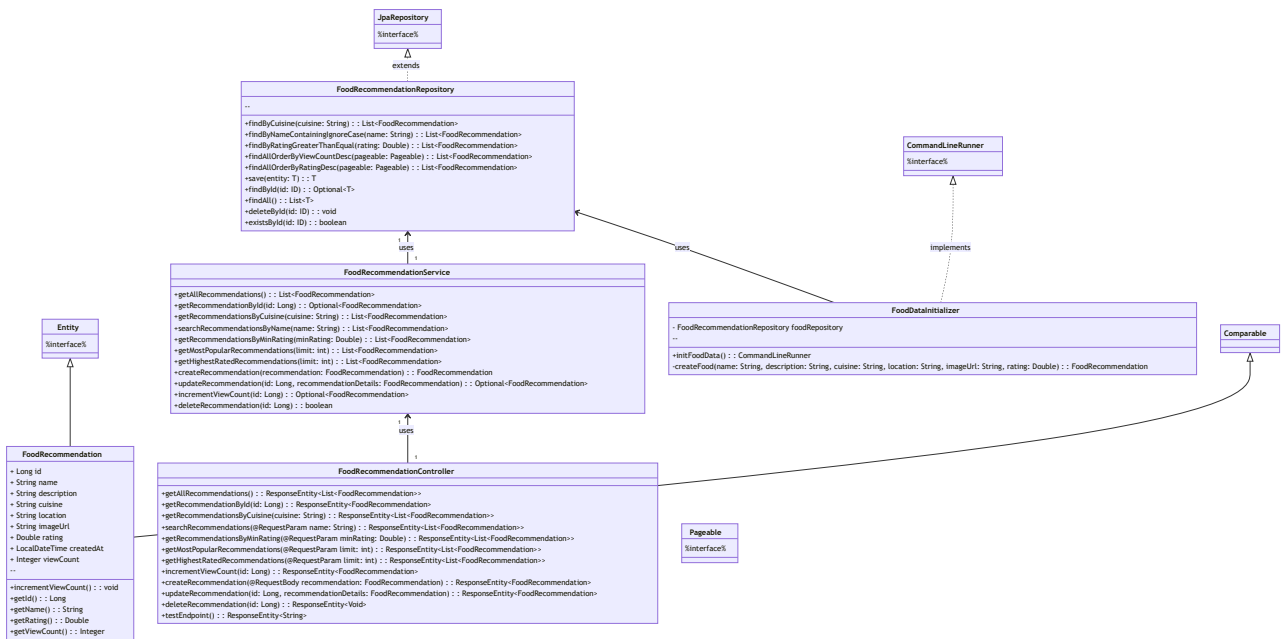 JpaRepository
%interface%
extends
FoodRecommendationRepository
--
+findByCuisine(cuisine: String) : : List<FoodRecommendation>
+findByNameContainingIgnoreCase(name: String) : : List<FoodRecommendation>
+findByRatingGreaterThanEqual(rating: Double) : : List<FoodRecommendation>
+findAllOrderByViewCountDesc(pageable: Pageable) : : List<FoodRecommendation>
+findAllOrderByRatingDesc(pageable: Pageable) : : List<FoodRecommendation>
+save(entity: T) : : T
+findById(id: ID) : : Optional<T>
+findAll() : : List<T>
+deleteById(id: ID) : : void
+existsById(id: ID) : : boolean
CommandLineRunner
%interface%
implements
uses
1
uses
1
FoodRecommendationService
+getAllRecommendations() : : List<FoodRecommendation>
+getRecommendationById(id: Long) : : Optional<FoodRecommendation>
+getRecommendationsByCuisine(cuisine: String) : : List<FoodRecommendation>
+searchRecommendationsByName(name: String) : : List<FoodRecommendation>
+getRecommendationsByMinRating(minRating: Double) : : List<FoodRecommendation>
+getMostPopularRecommendations(limit: int) : : List<FoodRecommendation>
+getHighestRatedRecommendations(limit: int) : : List<FoodRecommendation>
+createRecommendation(recommendation: FoodRecommendation) : : FoodRecommendation
+updateRecommendation(id: Long, recommendationDetails: FoodRecommendation) : : Optional<FoodRecommendation>
+incrementViewCount(id: Long) : : Optional<FoodRecommendation>
+deleteRecommendation(id: Long) : : boolean
FoodDataInitializer
- FoodRecommendationRepository foodRepository
--
+initFoodData() : : CommandLineRunner
-createFood(name: String, description: String, cuisine: String, location: String, imageUrl: String, rating: Double) : : FoodRecommendation
Entity
%interface%
Comparable
1
uses
1
FoodRecommendation
+ Long id
+ String name
+ String description
+ String cuisine
+ String location
+ String imageUrl
+ Double rating
+ LocalDateTime createdAt
+ Integer viewCount
--
+incrementViewCount() : : void
+getId() : : Long
+getName() : : String
+getRating() : : Double
+getViewCount() : : Integer
FoodRecommendationController
+getAllRecommendations() : : ResponseEntity<List<FoodRecommendation>>
+getRecommendationById(id: Long) : : ResponseEntity<FoodRecommendation>
+getRecommendationsByCuisine(cuisine: String) : : ResponseEntity<List<FoodRecommendation>>
+searchRecommendations(@RequestParam name: String) : : ResponseEntity<List<FoodRecommendation>>
+getRecommendationsByMinRating(@RequestParam minRating: Double) : : ResponseEntity<List<FoodRecommendation>>
+getMostPopularRecommendations(@RequestParam limit: int) : : ResponseEntity<List<FoodRecommendation>>
+getHighestRatedRecommendations(@RequestParam limit: int) : : ResponseEntity<List<FoodRecommendation>>
+incrementViewCount(id: Long) : : ResponseEntity<FoodRecommendation>
+createRecommendation(@RequestBody recommendation: FoodRecommendation) : : ResponseEntity<FoodRecommendation>
+updateRecommendation(id: Long, recommendationDetails: FoodRecommendation) : : ResponseEntity<FoodRecommendation>
+deleteRecommendation(id: Long) : : ResponseEntity<Void>
+testEndpoint() : : ResponseEntity<String>
Pageable
%interface%